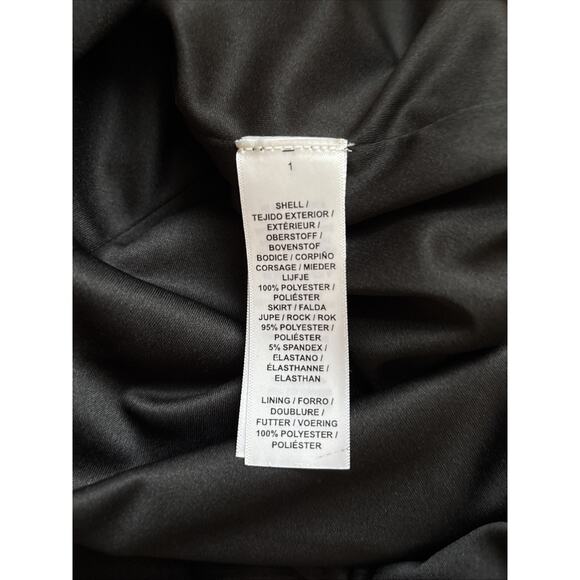 1
SHELL /
TEJIDO EXTERIOR /
EXTÉRIEUR /
OBERSTOFF /
BOVENSTOF
BODICE / CORPIÑO
CORSAGE / MIEDER
LIJFJE
100% POLYESTER /
POLIÉSTER
SKIRT / FALDA
JUPE / ROCK / ROK
95% POLYESTER /
POLIÉSTER
5% SPANDEX /
ELASTANO /
ÉLASTHANNE /
ELASTHAN
LINING / FORRO /
DOUBLURE /
FUTTER / VOERING
100% POLYESTER /
POLIÉSTER